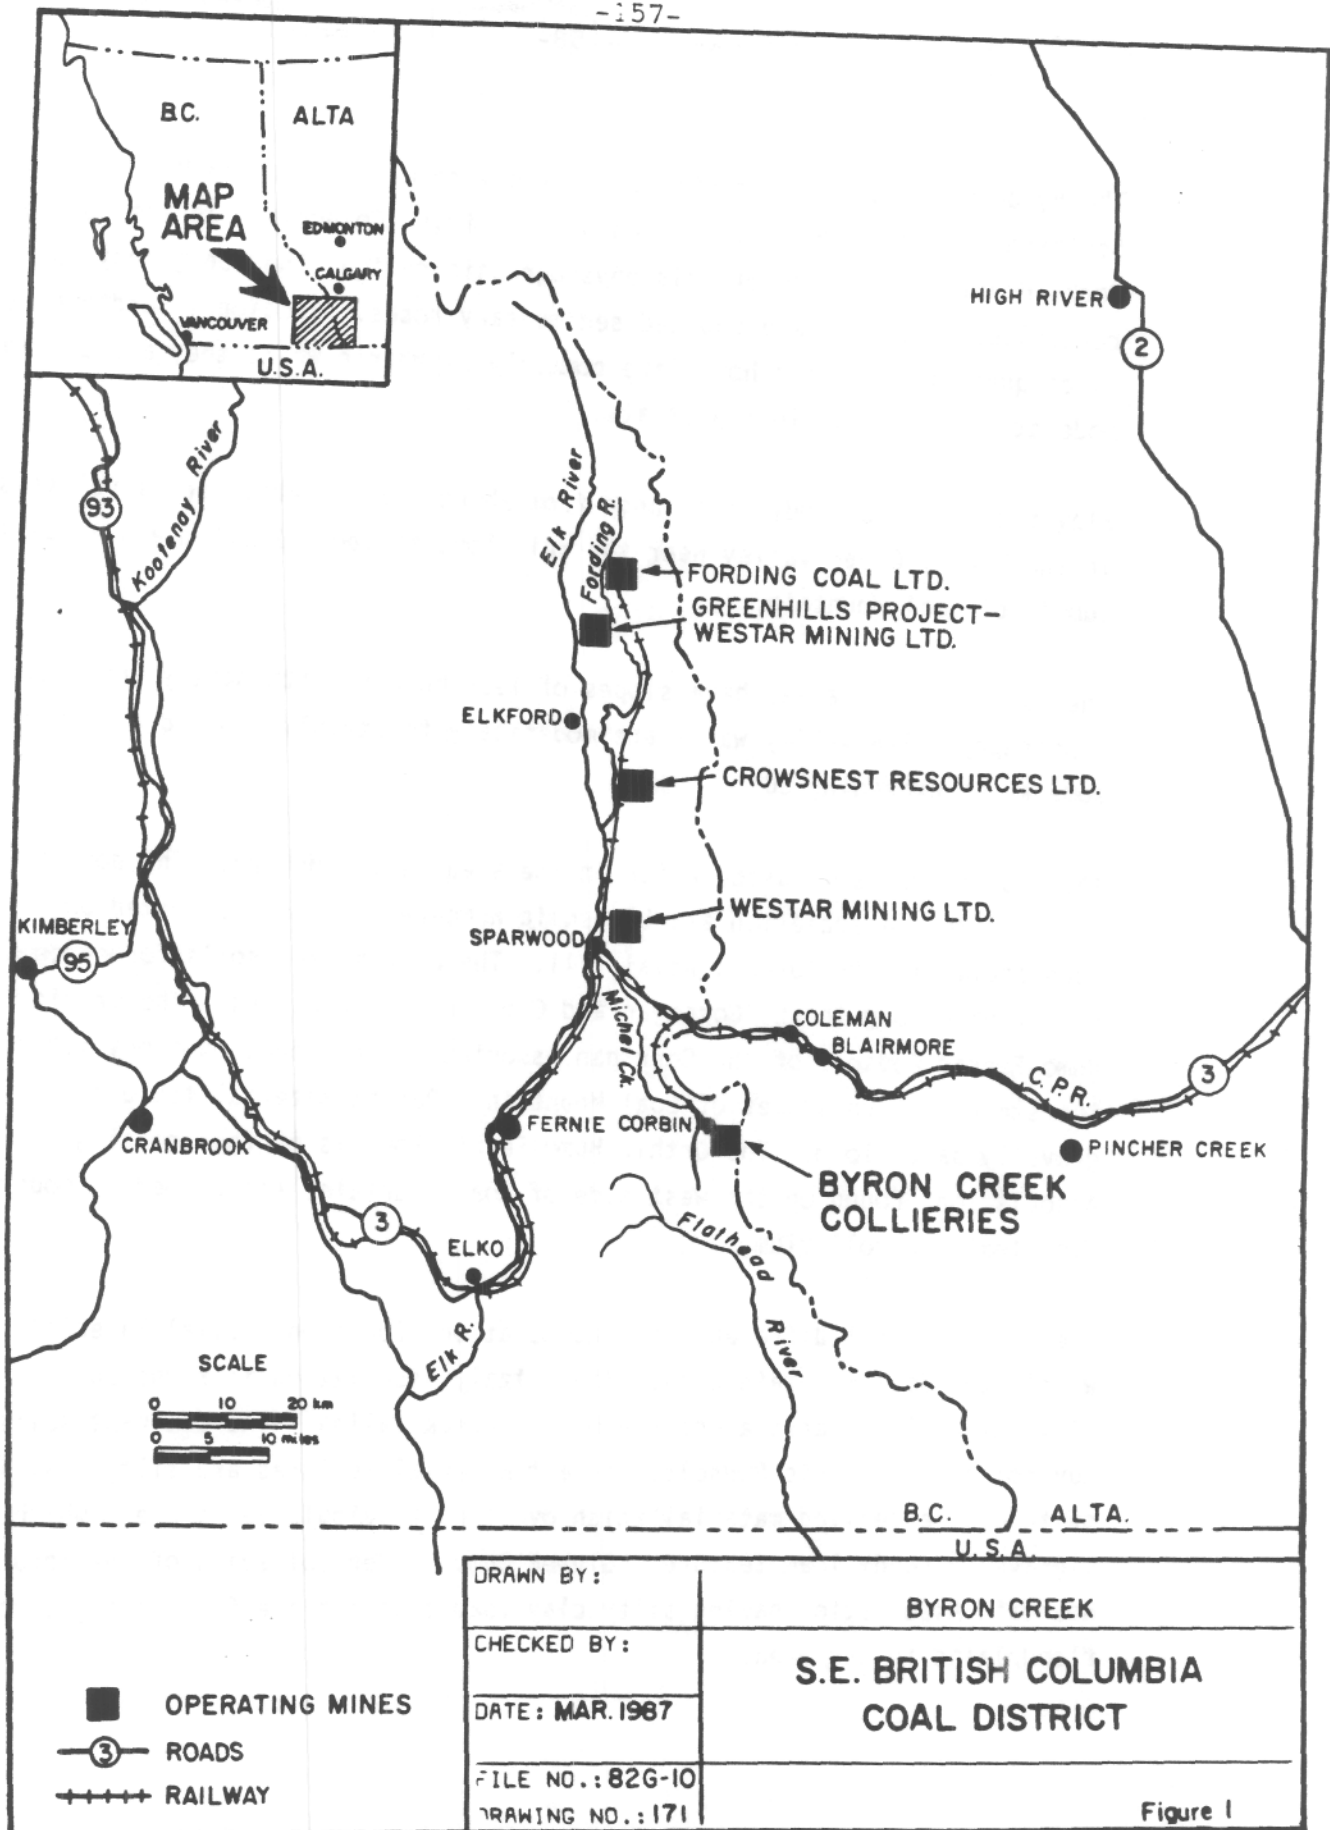 -157-
B.C.
ALTA
MAP
AREA
EDMONTON
CALGARY
VANCOUVER
U.S.A.
HIGH RIVER
2
93
Kootenay River
Elk River
Fording R.
FORDING COAL LTD.
GREENHILLS PROJECT-
WESTAR MINING LTD.
ELKFORD
CROWSNEST RESOURCES LTD.
WESTAR MINING LTD.
KIMBERLEY
95
SPARWOOD
Michel Ck.
COLEMAN
BLAIRMORE
C.P.R.
3
CRANBROOK
FERNIE
CORBIN
PINCHER CREEK
BYRON CREEK
COLLIERIES
3
ELKO
Flathead River
Elk R.
SCALE
0 10 20 km
0 5 10 miles
B.C.
ALTA.
U.S.A.
OPERATING MINES
3 ROADS
RAILWAY
DRAWN BY:
CHECKED BY:
DATE: MAR. 1987
FILE NO.: 82G-10
DRAWING NO.: 171
BYRON CREEK
S.E. BRITISH COLUMBIA
COAL DISTRICT
Figure 1